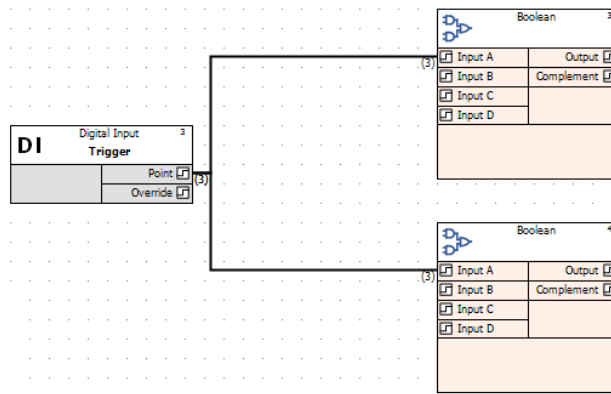 Boolean 3
(3) Input A Output
Input B Complement
Input C
Input D
DI Digital Input 3
Trigger
Point (3)
Override
Boolean 4
(3) Input A Output
Input B Complement
Input C
Input D